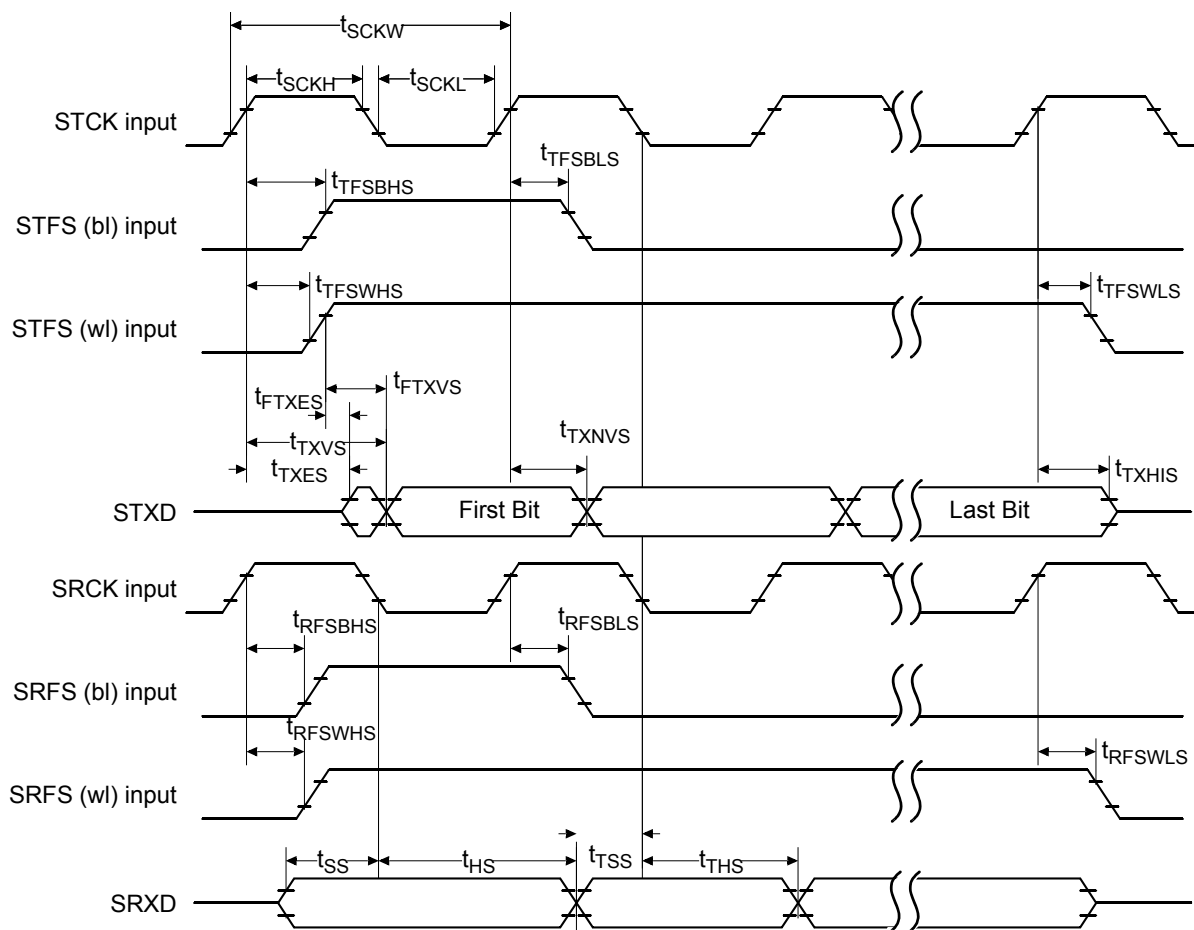 tSCKW
tSCKH
tSCKL
STCK input
tTFSBLS
tTFSBHS
STFS (bl) input
tTFSWHS
tTFSWLS
STFS (wl) input
tFTXVS
tFTXES
tTXVS
tTXNVS
tTXES
tTXHIS
STXD
First Bit
Last Bit
SRCK input
tRFSBHS
tRFSBLS
SRFS (bl) input
tRFSWHS
tRFSWLS
SRFS (wl) input
tSS
tHS
tTSS
tTHS
SRXD